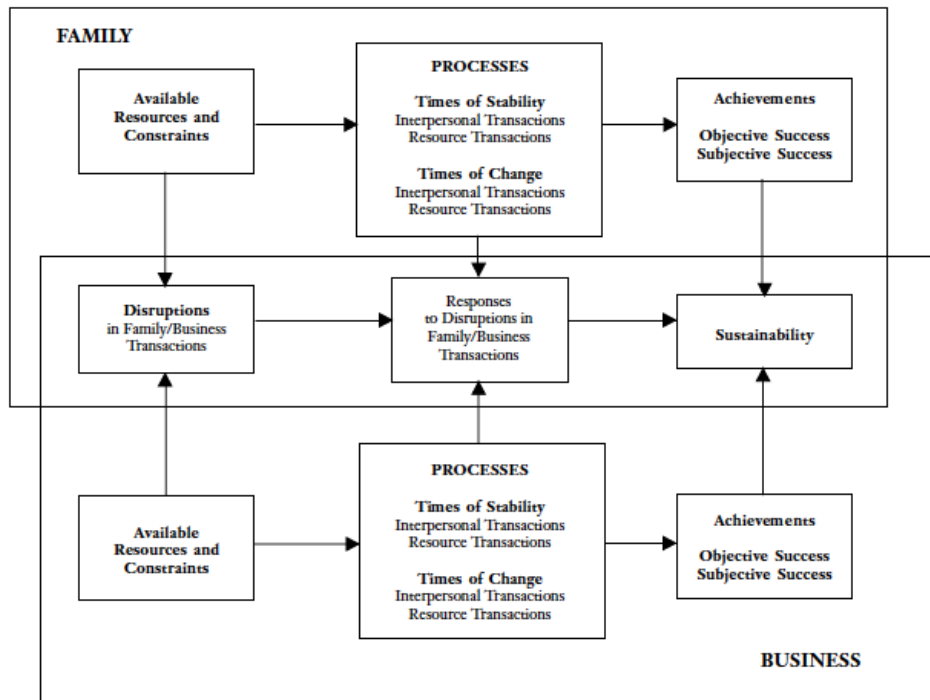 FAMILY
Available
Resources and
Constraints
PROCESSES
Times of Stability
Interpersonal Transactions
Resource Transactions
Times of Change
Interpersonal Transactions
Resource Transactions
Achievements
Objective Success
Subjective Success
Disruptions
in Family/Business
Transactions
Responses
to Disruptions in
Family/Business
Transactions
Sustainability
Available
Resources and
Constraints
PROCESSES
Times of Stability
Interpersonal Transactions
Resource Transactions
Times of Change
Interpersonal Transactions
Resource Transactions
Achievements
Objective Success
Subjective Success
BUSINESS